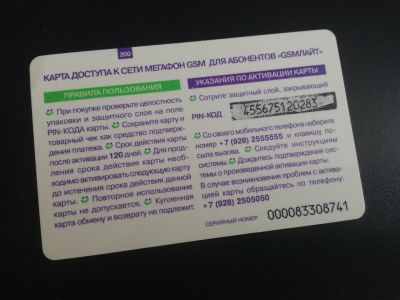 200
КАРТА ДОСТУПА К СЕТИ МЕГАФОН GSM ДЛЯ АБОНЕНТОВ «GSMЛАЙТ»
ПРАВИЛА ПОЛЬЗОВАНИЯ
При покупке проверьте целостность
упаковки и защитного слоя на поле
PIN-КОДА карты. Сохраните карту и
товарный чек как средство подтверж-
дения платежа. Срок действия карты
после активации 120 дней. Для прод-
ления срока действия карты необ-
ходимо активировать следующую карту
до истечения срока действия данной
карты. Повторное использование
карты не допускается. Купленная
карта обмену и возврату не подлежит.
УКАЗАНИЯ ПО АКТИВАЦИИ КАРТЫ
Сотрите защитный слой, закрывающий
PIN-КОД
455675120283
Со своего мобильного телефона наберите
номер +7 (928) 2555555 и клавишу по-
сыла вызова. Следуйте инструкциям
системы. Дождитесь подтверждения сис-
темы о произведенной активации карты.
В случае возникновения проблем с актива-
цией карты обращайтесь по телефону:
+7 (928) 2505050
СЕРИЙНЫЙ НОМЕР 000083308741